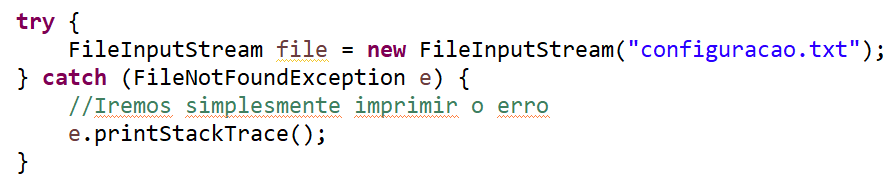 try {
    FileInputStream file = new FileInputStream("configuracao.txt");
} catch (FileNotFoundException e) {
    //Iremos simplesmente imprimir o erro
    e.printStackTrace();
}